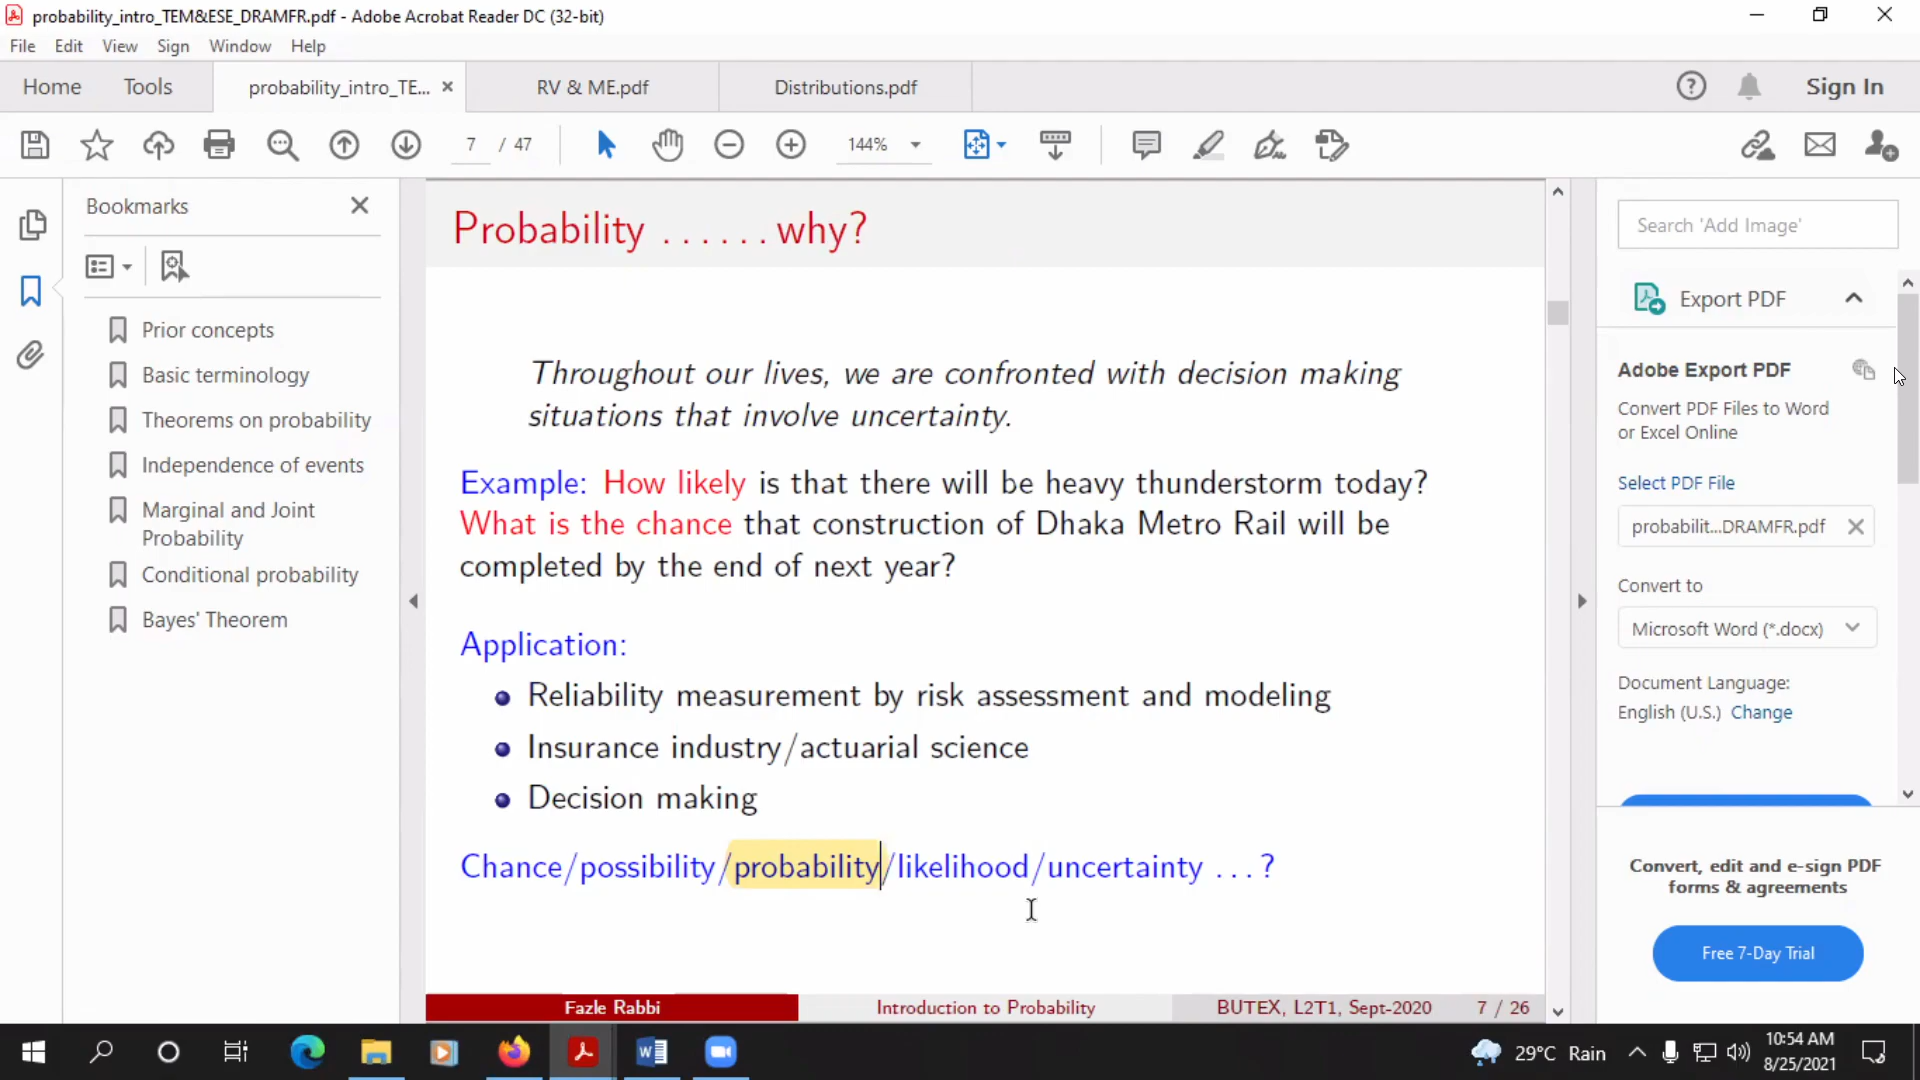 probability_intro_TEM&ESE_DRAMFR.pdf - Adobe Acrobat Reader DC (32-bit)
File Edit View Sign Window Help
Home Tools probability_intro_TE... RV & ME.pdf Distributions.pdf Sign In
7 / 47 144%
Bookmarks
Prior concepts
Basic terminology
Theorems on probability
Independence of events
Marginal and Joint
Probability
Conditional probability
Bayes' Theorem
Probability . . . . . . why?
Throughout our lives, we are confronted with decision making
situations that involve uncertainty.
Example: How likely is that there will be heavy thunderstorm today?
What is the chance that construction of Dhaka Metro Rail will be
completed by the end of next year?
Application:
Reliability measurement by risk assessment and modeling
Insurance industry/actuarial science
Decision making
Chance/possibility/probability/likelihood/uncertainty . . . ?
Fazle Rabbi Introduction to Probability BUTEX, L2T1, Sept-2020 7 / 26
Search 'Add Image'
Export PDF
Adobe Export PDF
Convert PDF Files to Word
or Excel Online
Select PDF File
probabilit...DRAMFR.pdf
Convert to
Microsoft Word (*.docx)
Document Language:
English (U.S.) Change
Convert, edit and e-sign PDF
forms & agreements
Free 7-Day Trial
29°C Rain
10:54 AM
8/25/2021